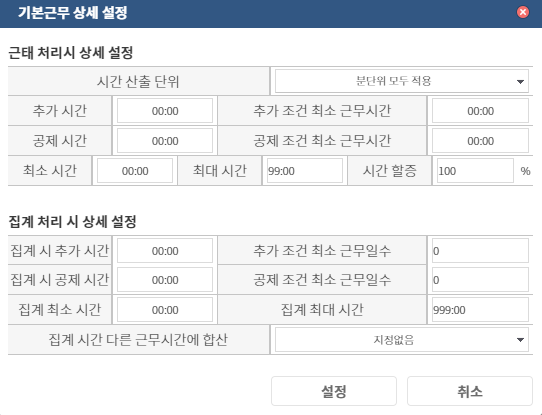 기본근무 상세 설정
근태 처리시 상세 설정
시간 산출 단위 분단위 모두 적용
추가 시간 00:00 추가 조건 최소 근무시간 00:00
공제 시간 00:00 공제 조건 최소 근무시간 00:00
최소 시간 00:00 최대 시간 99:00 시간 할증 100 %
집계 처리 시 상세 설정
집계 시 추가 시간 00:00 추가 조건 최소 근무일수 0
집계 시 공제 시간 00:00 공제 조건 최소 근무일수 0
집계 최소 시간 00:00 집계 최대 시간 999:00
집계 시간 다른 근무시간에 합산 지정없음
설정 취소